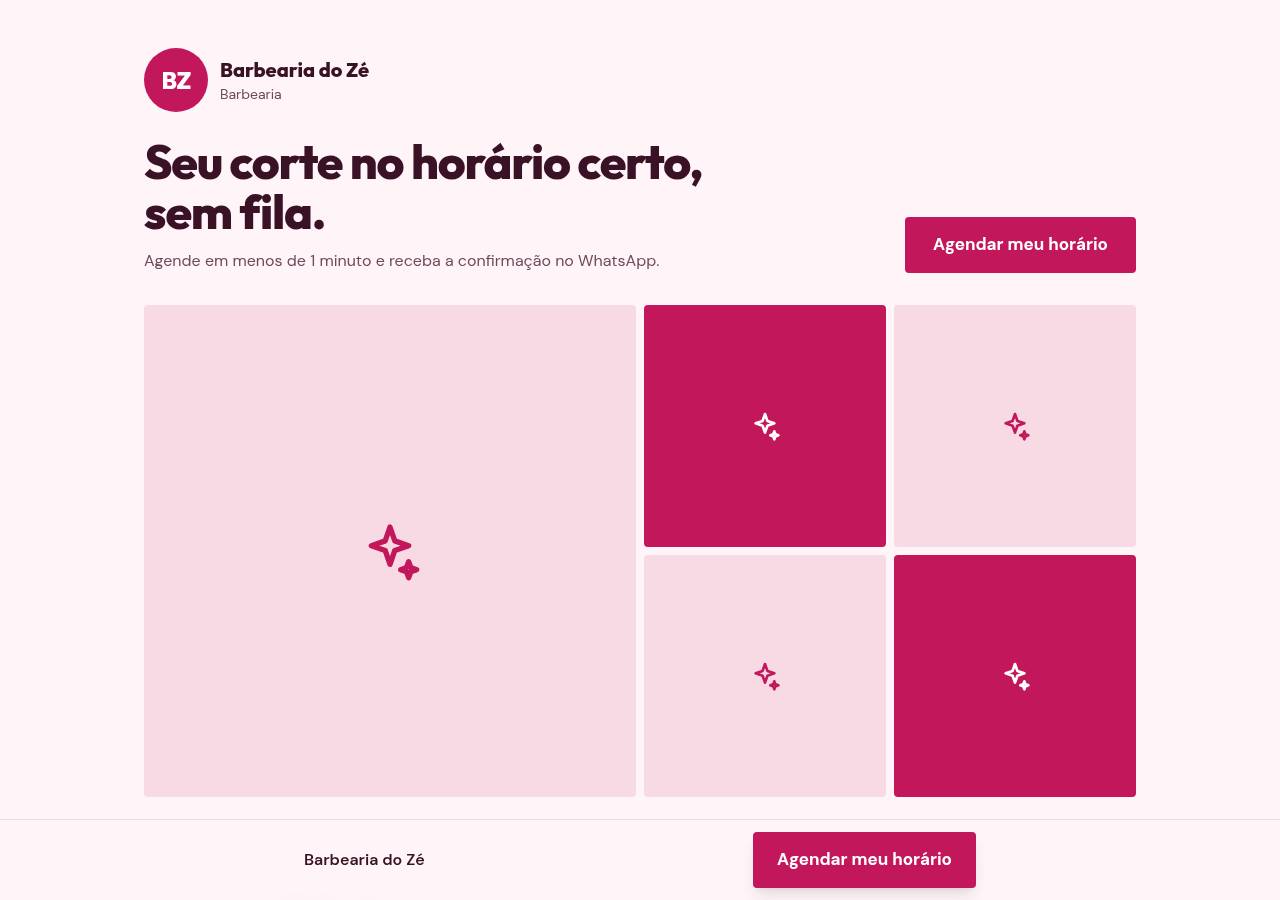 BZ
Barbearia do Zé
Barbearia
Seu corte no horário certo,
sem fila.
Agende em menos de 1 minuto e receba a confirmação no WhatsApp.
Agendar meu horário
Barbearia do Zé
Agendar meu horário